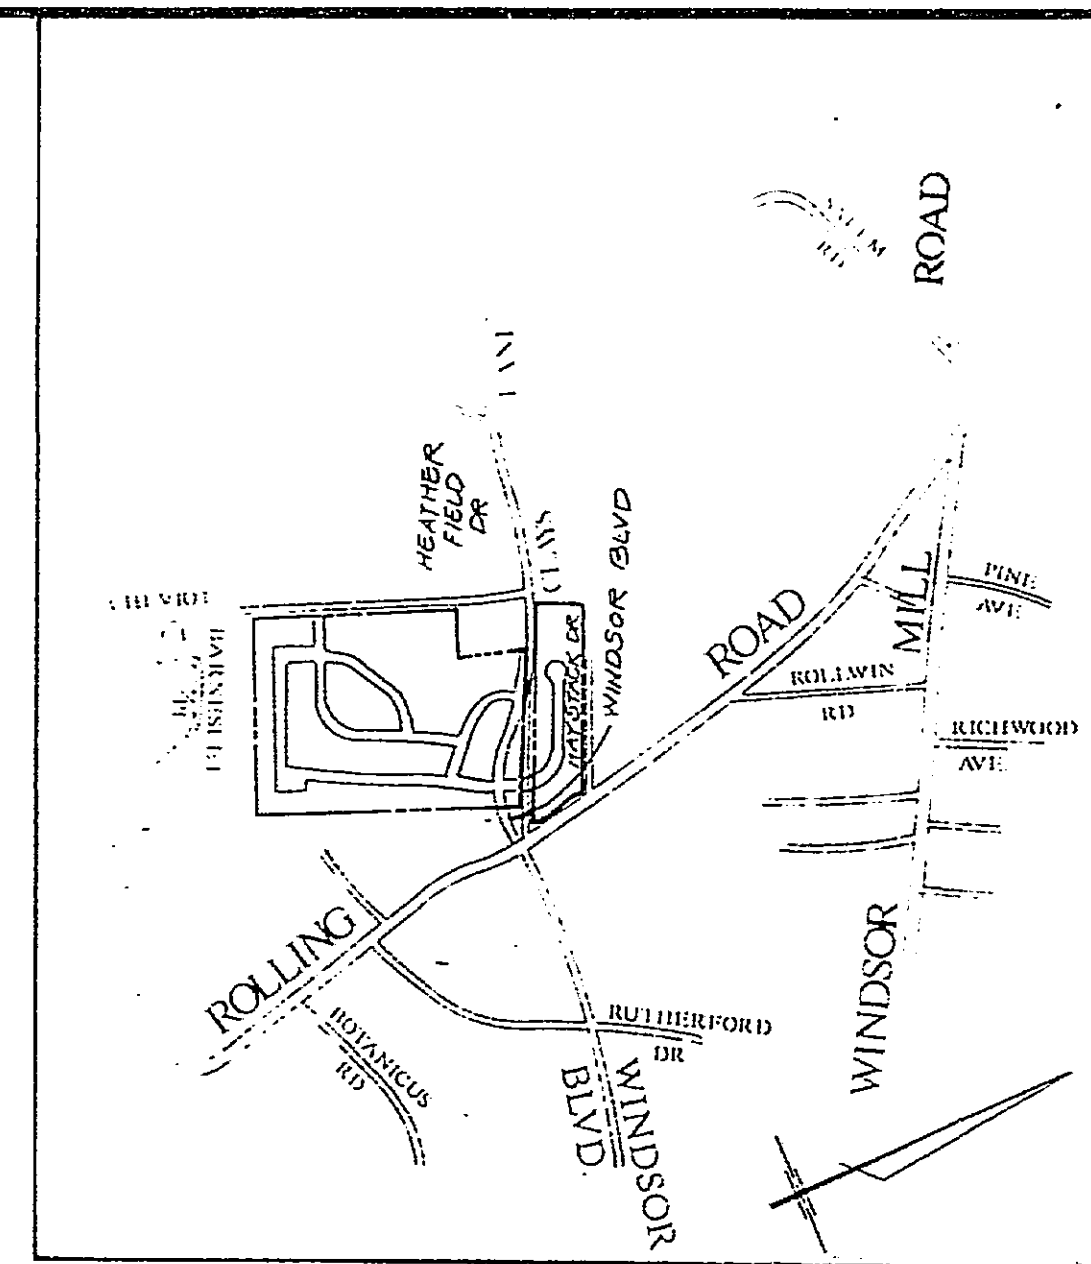 ROAD
RD
HEATHER
FIELD
DR
WINDSOR BLVD
HAYSTACK DR
ROAD
MILL
PINE
AVE
ROLLWIN
RD
RICHWOOD
AVE.
ROLLING
WINDSOR
BOTANICUS
RD
RUTHERFORD
DR
WINDSOR
BLVD